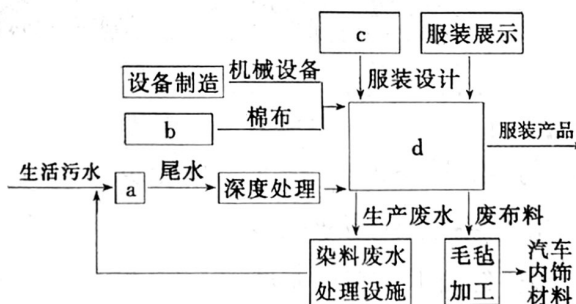 c
服装展示
设备制造
机械设备
服装设计
b
棉布
d
服装产品
生活污水
a
尾水
深度处理
生产废水
废布料
染料废水
处理设施
毛毡
加工
汽车
内饰
材料